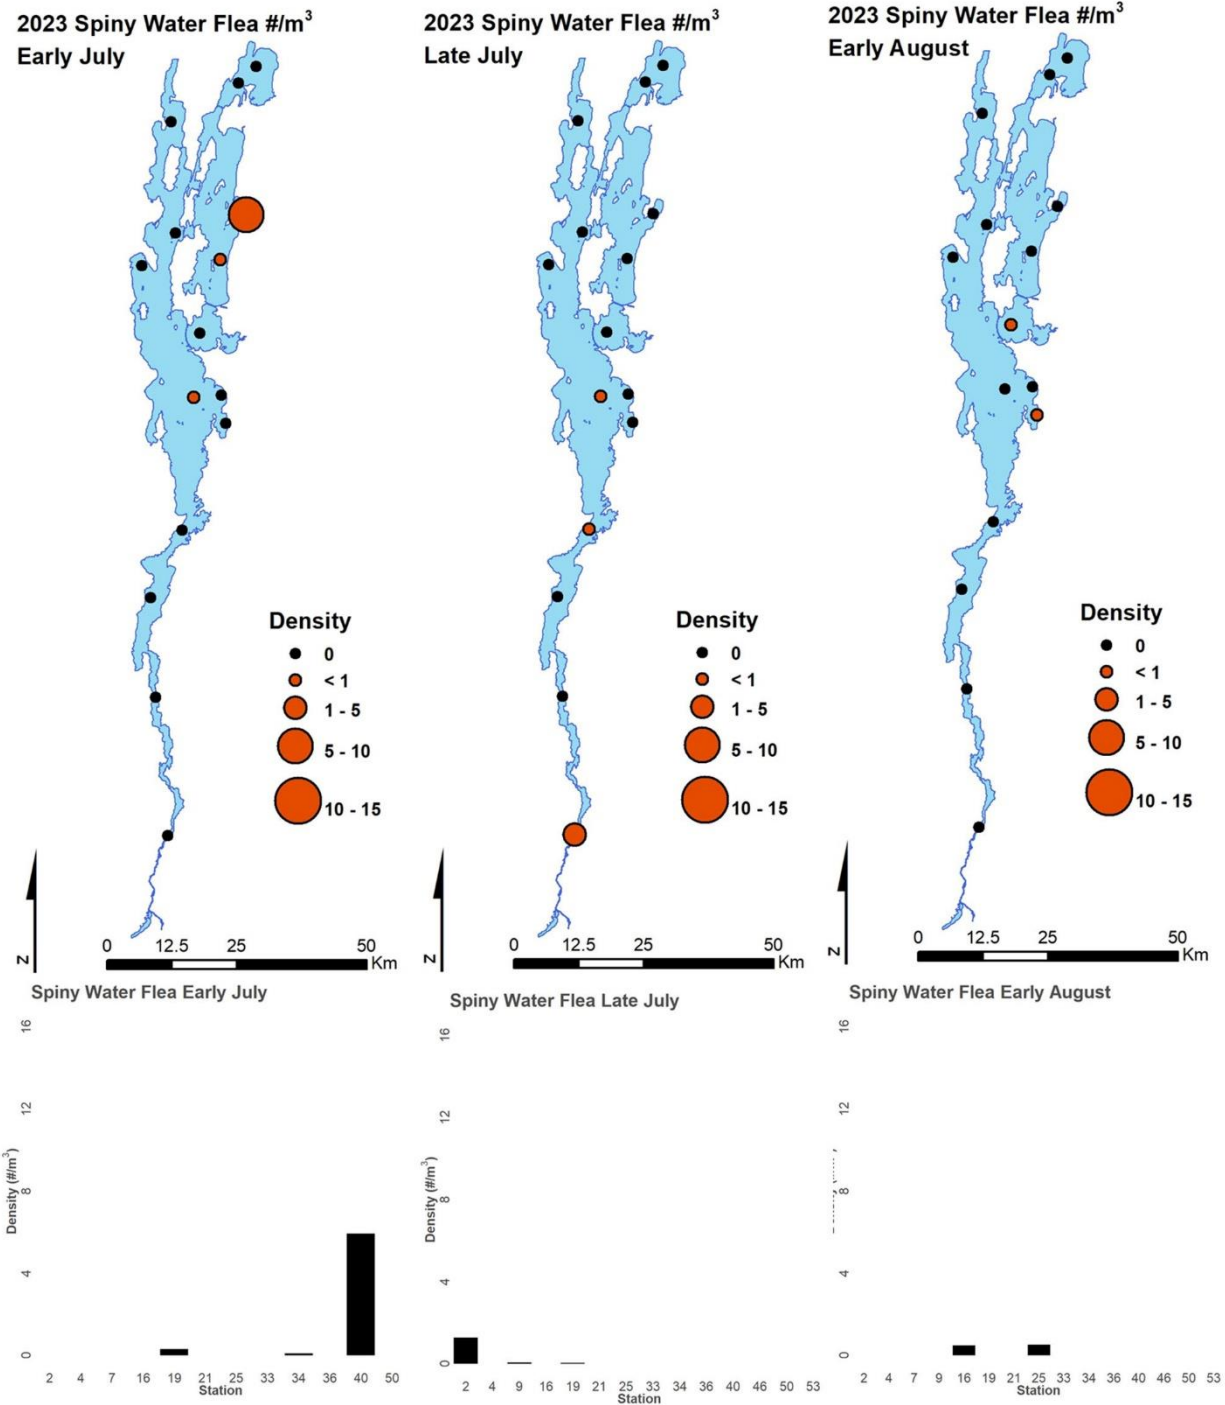 2023 Spiny Water Flea #/m³
Early July
Density
0
< 1
1 - 5
5 - 10
10 - 15
N
0 12.5 25 50
Km
2023 Spiny Water Flea #/m³
Late July
Density
0
< 1
1 - 5
5 - 10
10 - 15
N
0 12.5 25 50
Km
2023 Spiny Water Flea #/m³
Early August
Density
0
< 1
1 - 5
5 - 10
10 - 15
N
0 12.5 25 50
Km
Spiny Water Flea Early July
16
12
8
4
0
Density (#/m³)
2 4 7 16 19 21 25 33 34 36 40 50
Station
Spiny Water Flea Late July
16
12
8
4
0
Density (#/m³)
2 4 9 16 19 21 25 33 34 36 40 46 50 53
Station
Spiny Water Flea Early August
16
12
8
4
0
2 4 7 9 16 19 21 25 33 34 36 40 46 50 53
Station